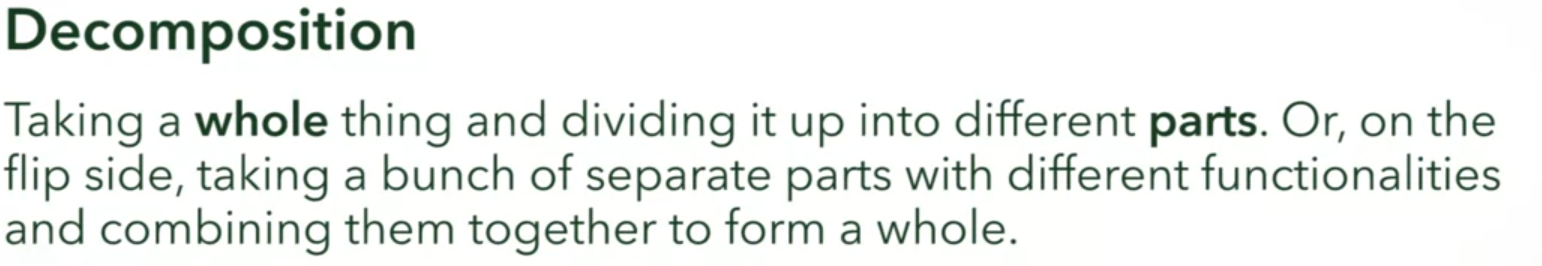 Decomposition
Taking a whole thing and dividing it up into different parts. Or, on the
flip side, taking a bunch of separate parts with different functionalities
and combining them together to form a whole.